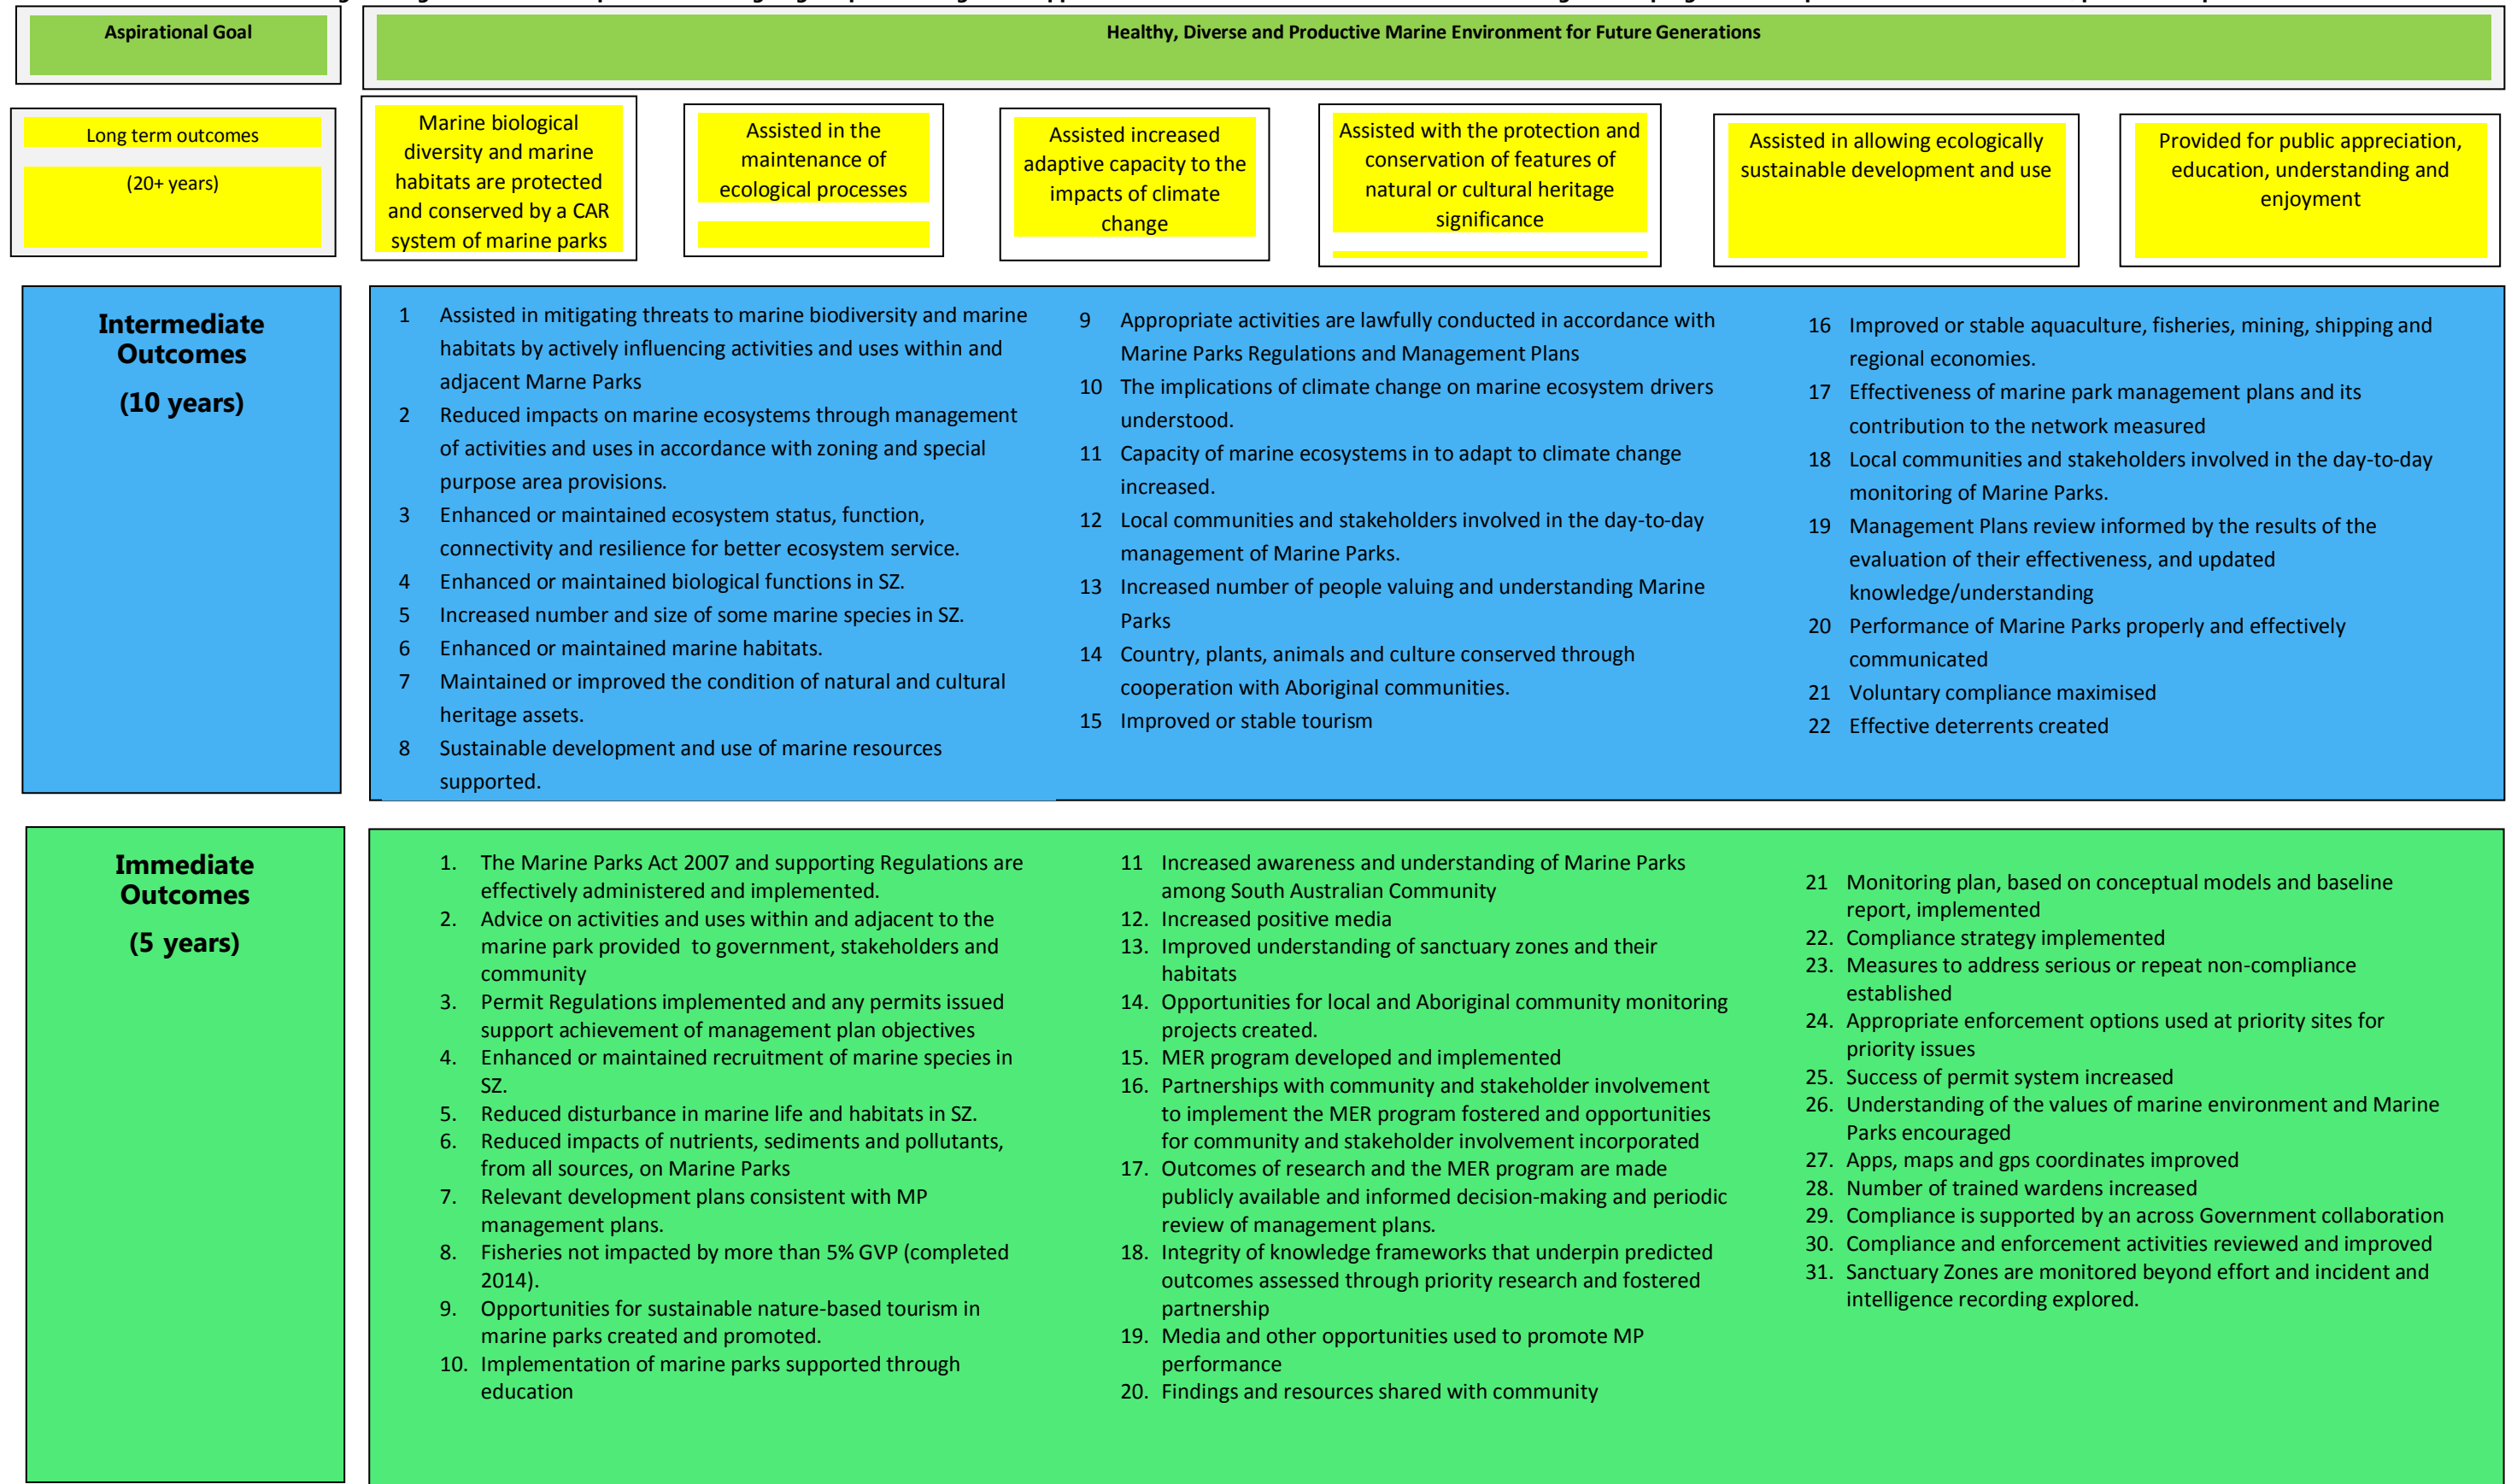 Aspirational Goal
Healthy, Diverse and Productive Marine Environment for Future Generations
Long term outcomes
(20+ years)
Marine biological
diversity and marine
habitats are protected
and conserved by a CAR
system of marine parks
Assisted in the
maintenance of
ecological processes
Assisted increased
adaptive capacity to the
impacts of climate
change
Assisted with the protection and
conservation of features of
natural or cultural heritage
significance
Assisted in allowing ecologically
sustainable development and use
Provided for public appreciation,
education, understanding and
enjoyment
Intermediate
Outcomes
(10 years)
1 Assisted in mitigating threats to marine biodiversity and marine
habitats by actively influencing activities and uses within and
adjacent Marne Parks
2 Reduced impacts on marine ecosystems through management
of activities and uses in accordance with zoning and special
purpose area provisions.
3 Enhanced or maintained ecosystem status, function,
connectivity and resilience for better ecosystem service.
4 Enhanced or maintained biological functions in SZ.
5 Increased number and size of some marine species in SZ.
6 Enhanced or maintained marine habitats.
7 Maintained or improved the condition of natural and cultural
heritage assets.
8 Sustainable development and use of marine resources
supported.
9 Appropriate activities are lawfully conducted in accordance with
Marine Parks Regulations and Management Plans
10 The implications of climate change on marine ecosystem drivers
understood.
11 Capacity of marine ecosystems in to adapt to climate change
increased.
12 Local communities and stakeholders involved in the day-to-day
management of Marine Parks.
13 Increased number of people valuing and understanding Marine
Parks
14 Country, plants, animals and culture conserved through
cooperation with Aboriginal communities.
15 Improved or stable tourism
16 Improved or stable aquaculture, fisheries, mining, shipping and
regional economies.
17 Effectiveness of marine park management plans and its
contribution to the network measured
18 Local communities and stakeholders involved in the day-to-day
monitoring of Marine Parks.
19 Management Plans review informed by the results of the
evaluation of their effectiveness, and updated
knowledge/understanding
20 Performance of Marine Parks properly and effectively
communicated
21 Voluntary compliance maximised
22 Effective deterrents created
Immediate
Outcomes
(5 years)
1. The Marine Parks Act 2007 and supporting Regulations are
effectively administered and implemented.
2. Advice on activities and uses within and adjacent to the
marine park provided to government, stakeholders and
community
3. Permit Regulations implemented and any permits issued
support achievement of management plan objectives
4. Enhanced or maintained recruitment of marine species in
SZ.
5. Reduced disturbance in marine life and habitats in SZ.
6. Reduced impacts of nutrients, sediments and pollutants,
from all sources, on Marine Parks
7. Relevant development plans consistent with MP
management plans.
8. Fisheries not impacted by more than 5% GVP (completed
2014).
9. Opportunities for sustainable nature-based tourism in
marine parks created and promoted.
10. Implementation of marine parks supported through
education
11 Increased awareness and understanding of Marine Parks
among South Australian Community
12. Increased positive media
13. Improved understanding of sanctuary zones and their
habitats
14. Opportunities for local and Aboriginal community monitoring
projects created.
15. MER program developed and implemented
16. Partnerships with community and stakeholder involvement
to implement the MER program fostered and opportunities
for community and stakeholder involvement incorporated
17. Outcomes of research and the MER program are made
publicly available and informed decision-making and periodic
review of management plans.
18. Integrity of knowledge frameworks that underpin predicted
outcomes assessed through priority research and fostered
partnership
19. Media and other opportunities used to promote MP
performance
20. Findings and resources shared with community
21 Monitoring plan, based on conceptual models and baseline
report, implemented
22. Compliance strategy implemented
23. Measures to address serious or repeat non-compliance
established
24. Appropriate enforcement options used at priority sites for
priority issues
25. Success of permit system increased
26. Understanding of the values of marine environment and Marine
Parks encouraged
27. Apps, maps and gps coordinates improved
28. Number of trained wardens increased
29. Compliance is supported by an across Government collaboration
30. Compliance and enforcement activities reviewed and improved
31. Sanctuary Zones are monitored beyond effort and incident and
intelligence recording explored.